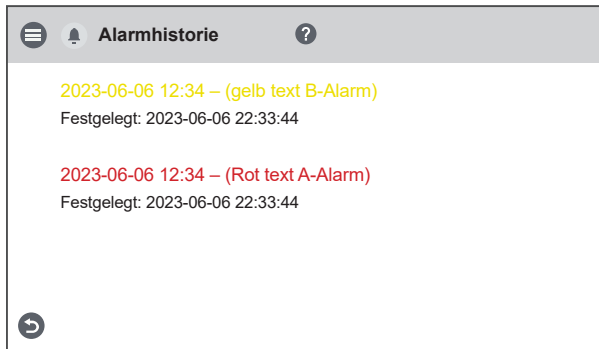 Alarmhistorie ?
2023-06-06 12:34 – (gelb text B-Alarm)
Festgelegt: 2023-06-06 22:33:44
2023-06-06 12:34 – (Rot text A-Alarm)
Festgelegt: 2023-06-06 22:33:44